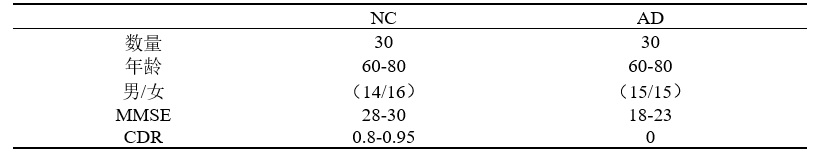 NC AD
数量 30 30
年龄 60-80 60-80
男/女 （14/16） （15/15）
MMSE 28-30 18-23
CDR 0.8-0.95 0